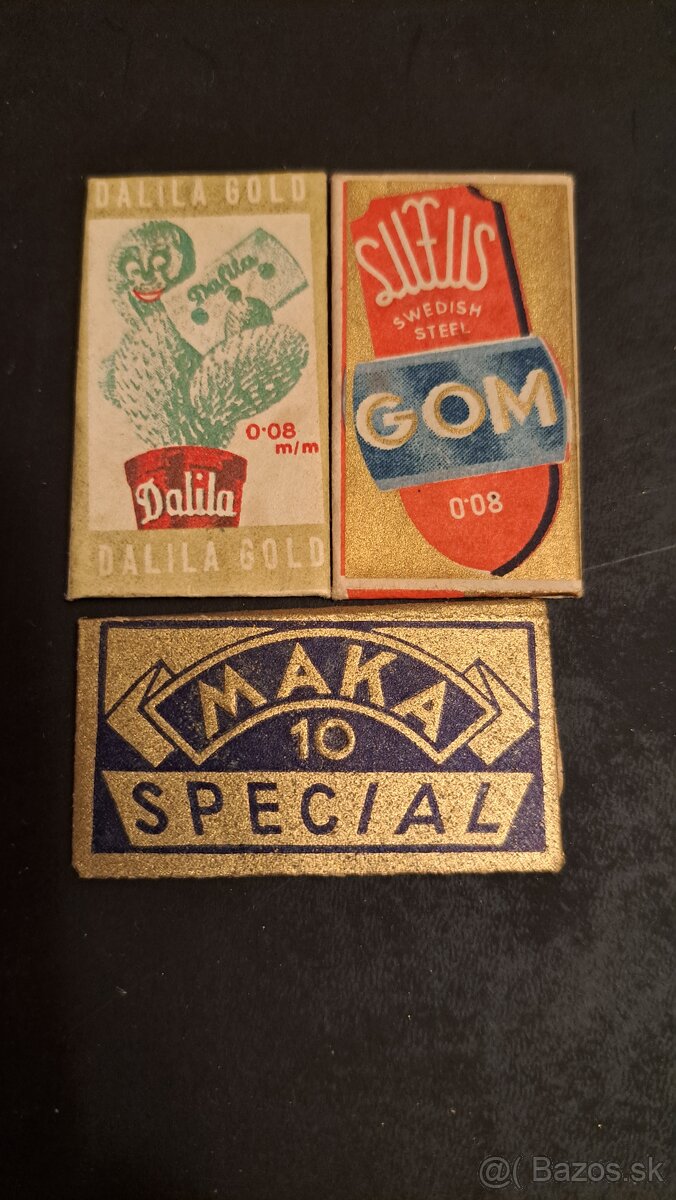 DALILA GOLD
Dalila
0·08
m/m
Dalila
DALILA GOLD
SWEDISH
STEEL
GOM
0·08
MAKA
10
SPECIAL
@( Bazos.sk